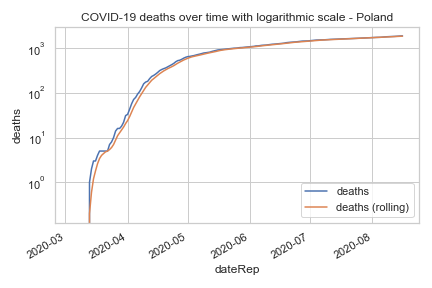 COVID-19 deaths over time with logarithmic scale - Poland
10³
10²
10¹
10⁰
deaths
deaths
deaths (rolling)
2020-03
2020-04
2020-05
2020-06
2020-07
2020-08
dateRep